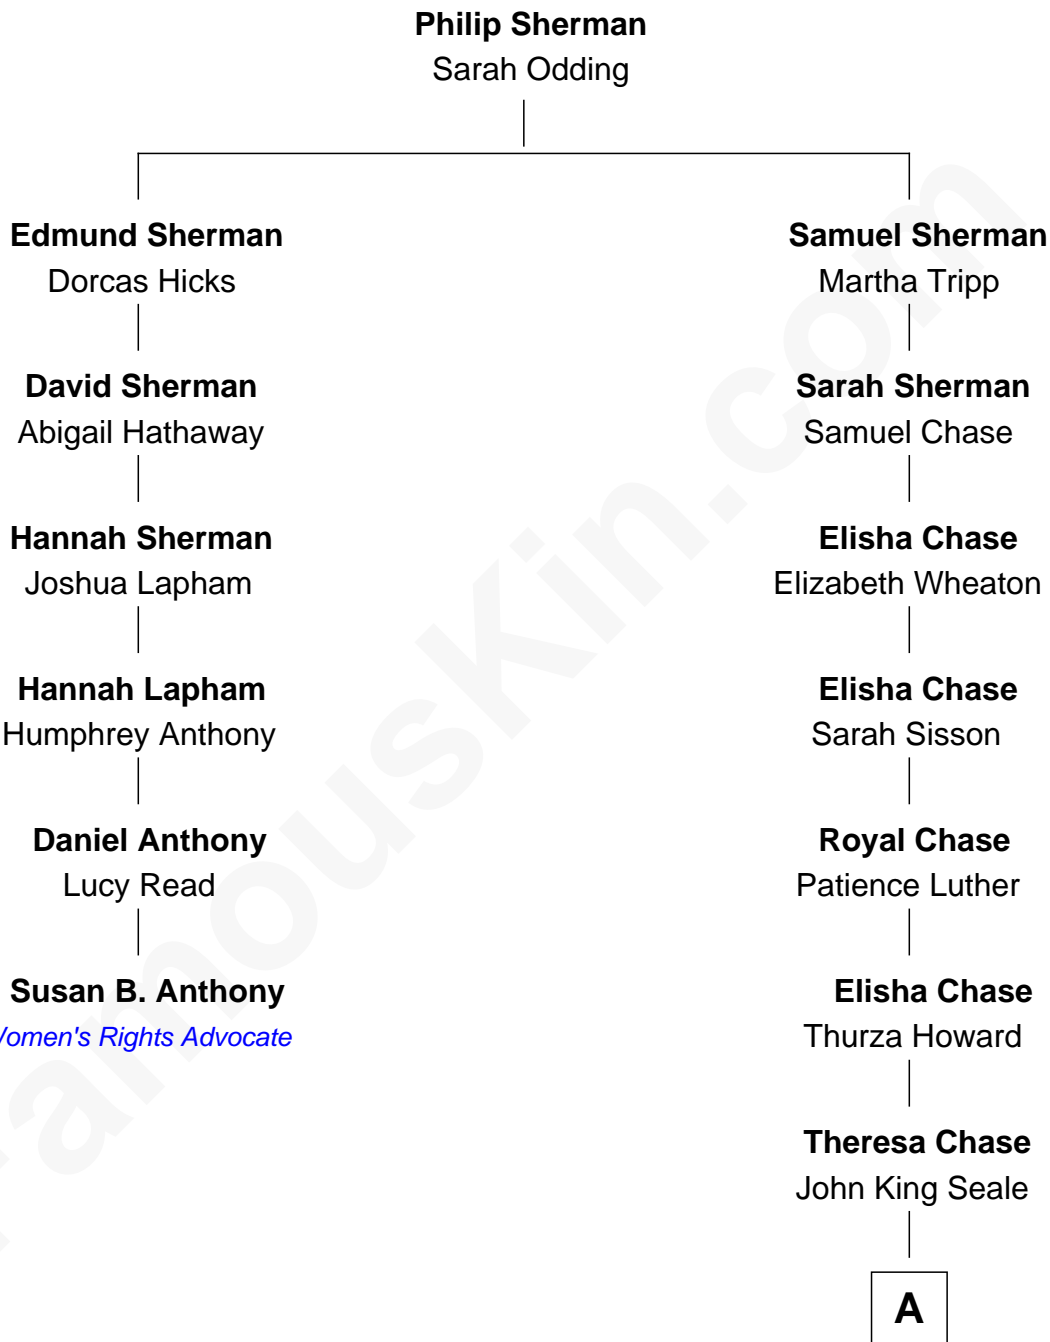 Philip Sherman
Sarah Odding
Edmund Sherman
Dorcas Hicks
Samuel Sherman
Martha Tripp
David Sherman
Abigail Hathaway
Sarah Sherman
Samuel Chase
Hannah Sherman
Joshua Lapham
Elisha Chase
Elizabeth Wheaton
Hannah Lapham
Humphrey Anthony
Elisha Chase
Sarah Sisson
Daniel Anthony
Lucy Read
Royal Chase
Patience Luther
Susan B. Anthony
Women's Rights Advocate
Elisha Chase
Thurza Howard
Theresa Chase
John King Seale
A
FamousKin.com